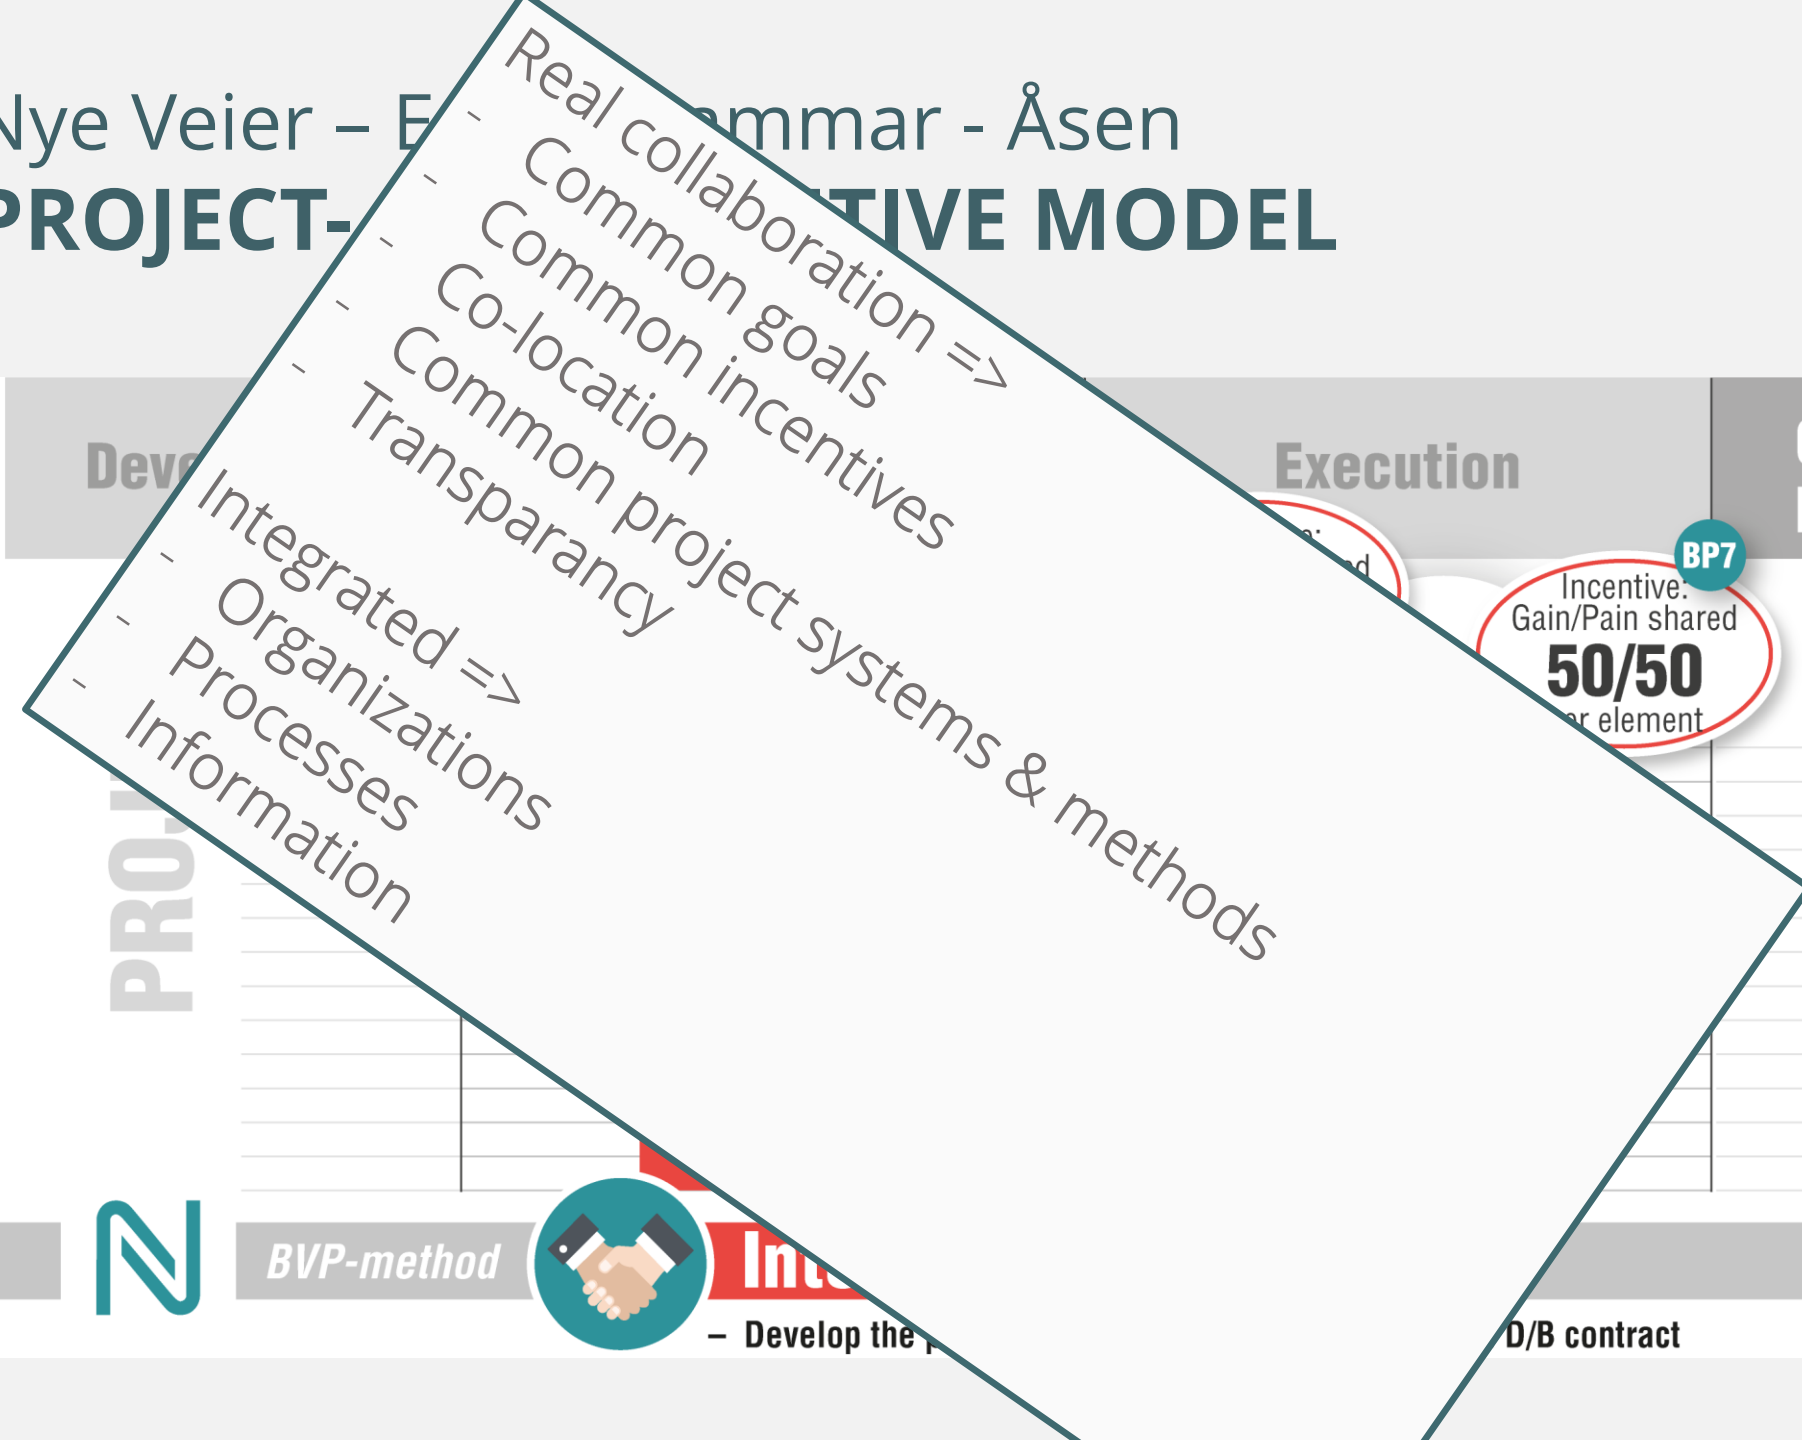 Nye Veier –
mmar - Åsen
PROJECT-
TIVE MODEL
Real collaboration =>
- Common goals
- Common incentives
- Co-location
- Common project systems & methods
- Transparancy
Integrated =>
- Organizations
- Processes
- Information
Execution
BP7
Incentive:
Gain/Pain shared
50/50
element
BVP-method
– Develop the
D/B contract